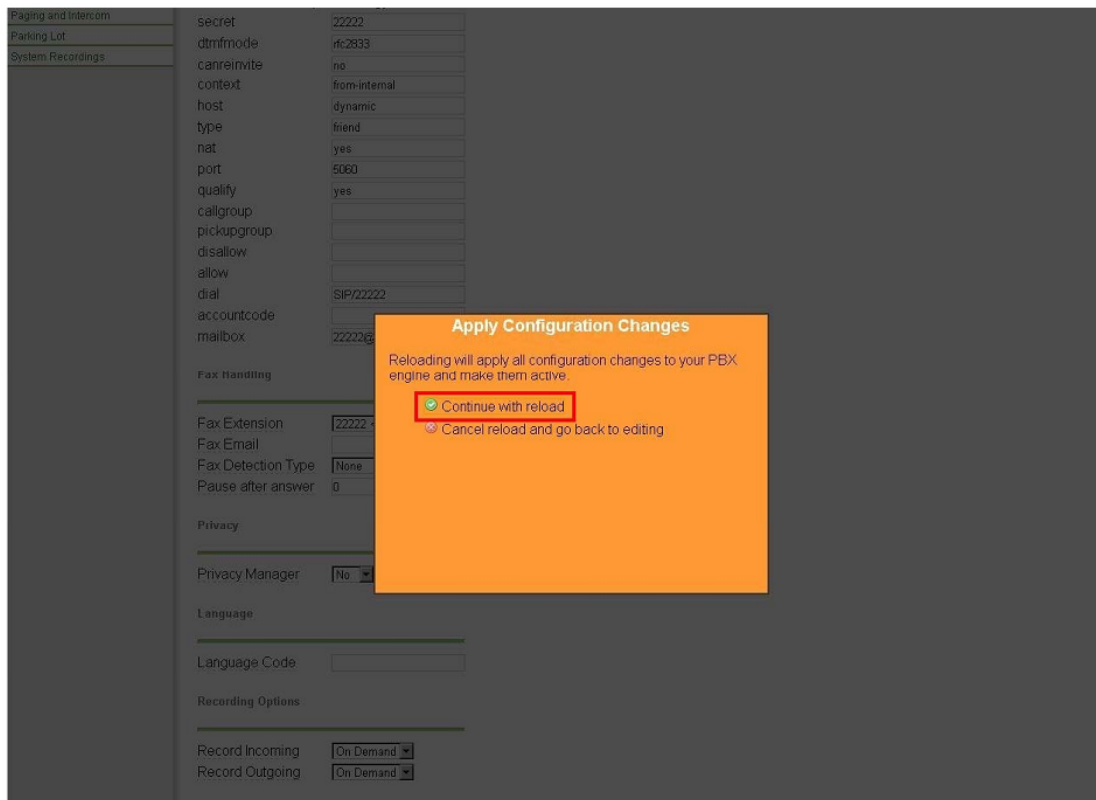 Paging and Intercom
Parking Lot
System Recordings
secret 22222
dtmfmode rfc2833
canreinvite no
context from-internal
host dynamic
type friend
nat yes
port 5060
qualify yes
callgroup
pickupgroup
disallow
allow
dial SIP/22222
accountcode
mailbox 22222@
Fax Handling
Fax Extension 22222
Fax Email
Fax Detection Type None
Pause after answer 0
Privacy
Privacy Manager No
Language
Language Code
Recording Options
Record Incoming On Demand
Record Outgoing On Demand
Apply Configuration Changes
Reloading will apply all configuration changes to your PBX
engine and make them active.
Continue with reload
Cancel reload and go back to editing